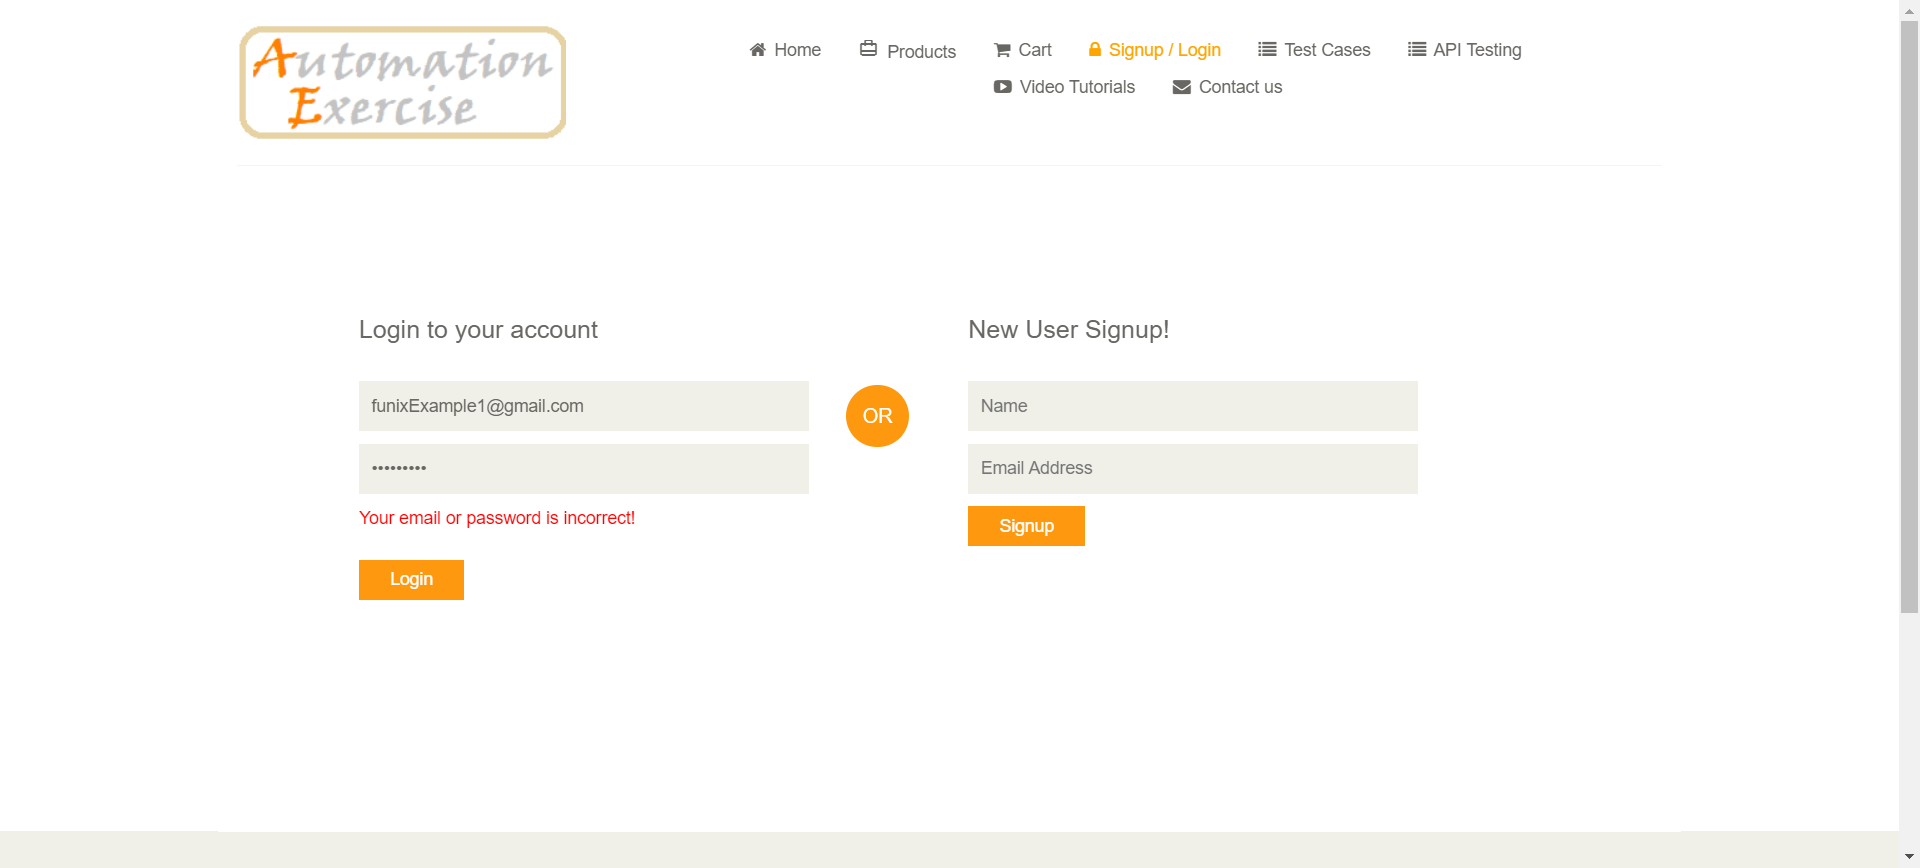 Automation
Exercise
Home Products Cart Signup / Login Test Cases API Testing
Video Tutorials Contact us
Login to your account
funixExample1@gmail.com
•••••••••
Your email or password is incorrect!
Login
OR
New User Signup!
Name
Email Address
Signup